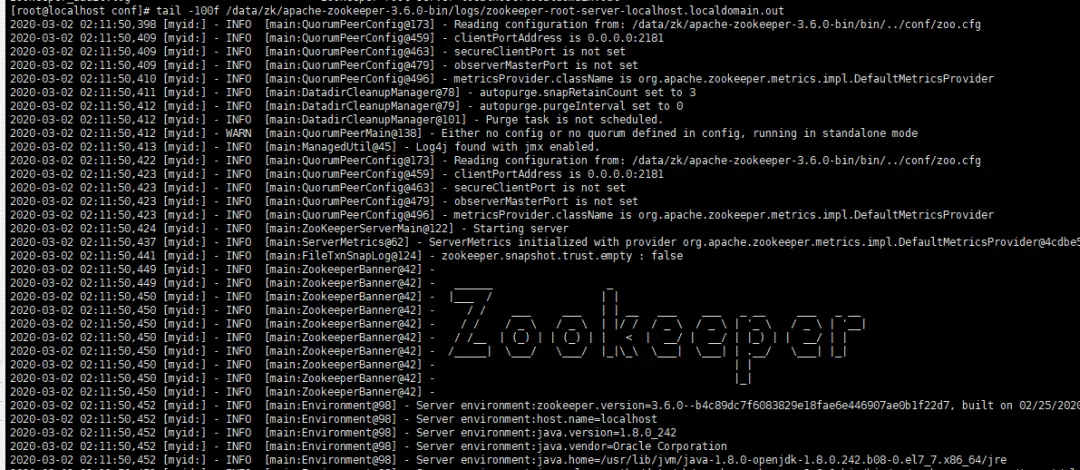 [root@localhost conf]# tail -100f /data/zk/apache-zookeeper-3.6.0-bin/logs/zookeeper-root-server-localhost.localdomain.out
2020-03-02 02:11:50,398 [myid:] - INFO  [main:QuorumPeerConfig@173] - Reading configuration from: /data/zk/apache-zookeeper-3.6.0-bin/bin/../conf/zoo.cfg
2020-03-02 02:11:50,409 [myid:] - INFO  [main:QuorumPeerConfig@459] - clientPortAddress is 0.0.0.0:2181
2020-03-02 02:11:50,409 [myid:] - INFO  [main:QuorumPeerConfig@463] - secureClientPort is not set
2020-03-02 02:11:50,409 [myid:] - INFO  [main:QuorumPeerConfig@479] - observerMasterPort is not set
2020-03-02 02:11:50,410 [myid:] - INFO  [main:QuorumPeerConfig@496] - metricsProvider.className is org.apache.zookeeper.metrics.impl.DefaultMetricsProvider
2020-03-02 02:11:50,411 [myid:] - INFO  [main:DatadirCleanupManager@78] - autopurge.snapRetainCount set to 3
2020-03-02 02:11:50,412 [myid:] - INFO  [main:DatadirCleanupManager@79] - autopurge.purgeInterval set to 0
2020-03-02 02:11:50,412 [myid:] - INFO  [main:DatadirCleanupManager@101] - Purge task is not scheduled.
2020-03-02 02:11:50,412 [myid:] - WARN  [main:QuorumPeerMain@138] - Either no config or no quorum defined in config, running in standalone mode
2020-03-02 02:11:50,413 [myid:] - INFO  [main:ManagedUtil@45] - Log4j found with jmx enabled.
2020-03-02 02:11:50,422 [myid:] - INFO  [main:QuorumPeerConfig@173] - Reading configuration from: /data/zk/apache-zookeeper-3.6.0-bin/bin/../conf/zoo.cfg
2020-03-02 02:11:50,423 [myid:] - INFO  [main:QuorumPeerConfig@459] - clientPortAddress is 0.0.0.0:2181
2020-03-02 02:11:50,423 [myid:] - INFO  [main:QuorumPeerConfig@463] - secureClientPort is not set
2020-03-02 02:11:50,423 [myid:] - INFO  [main:QuorumPeerConfig@479] - observerMasterPort is not set
2020-03-02 02:11:50,423 [myid:] - INFO  [main:QuorumPeerConfig@496] - metricsProvider.className is org.apache.zookeeper.metrics.impl.DefaultMetricsProvider
2020-03-02 02:11:50,424 [myid:] - INFO  [main:ZooKeeperServerMain@122] - Starting server
2020-03-02 02:11:50,437 [myid:] - INFO  [main:ServerMetrics@62] - ServerMetrics initialized with provider org.apache.zookeeper.metrics.impl.DefaultMetricsProvider@4cdbe5
2020-03-02 02:11:50,441 [myid:] - INFO  [main:FileTxnSnapLog@124] - zookeeper.snapshot.trust.empty : false
2020-03-02 02:11:50,449 [myid:] - INFO  [main:ZookeeperBanner@42] -
2020-03-02 02:11:50,449 [myid:] - INFO  [main:ZookeeperBanner@42] -
2020-03-02 02:11:50,450 [myid:] - INFO  [main:ZookeeperBanner@42] -
2020-03-02 02:11:50,450 [myid:] - INFO  [main:ZookeeperBanner@42] -
2020-03-02 02:11:50,450 [myid:] - INFO  [main:ZookeeperBanner@42] -
2020-03-02 02:11:50,450 [myid:] - INFO  [main:ZookeeperBanner@42] -
2020-03-02 02:11:50,450 [myid:] - INFO  [main:ZookeeperBanner@42] -
2020-03-02 02:11:50,450 [myid:] - INFO  [main:ZookeeperBanner@42] -
2020-03-02 02:11:50,450 [myid:] - INFO  [main:ZookeeperBanner@42] -
2020-03-02 02:11:50,450 [myid:] - INFO  [main:ZookeeperBanner@42] -
Zookeeper
2020-03-02 02:11:50,452 [myid:] - INFO  [main:Environment@98] - Server environment:zookeeper.version=3.6.0--b4c89dc7f6083829e18fae6e446907ae0b1f22d7, built on 02/25/2020
2020-03-02 02:11:50,452 [myid:] - INFO  [main:Environment@98] - Server environment:host.name=localhost
2020-03-02 02:11:50,452 [myid:] - INFO  [main:Environment@98] - Server environment:java.version=1.8.0_242
2020-03-02 02:11:50,452 [myid:] - INFO  [main:Environment@98] - Server environment:java.vendor=Oracle Corporation
2020-03-02 02:11:50,452 [myid:] - INFO  [main:Environment@98] - Server environment:java.home=/usr/lib/jvm/java-1.8.0-openjdk-1.8.0.242.b08-0.el7_7.x86_64/jre